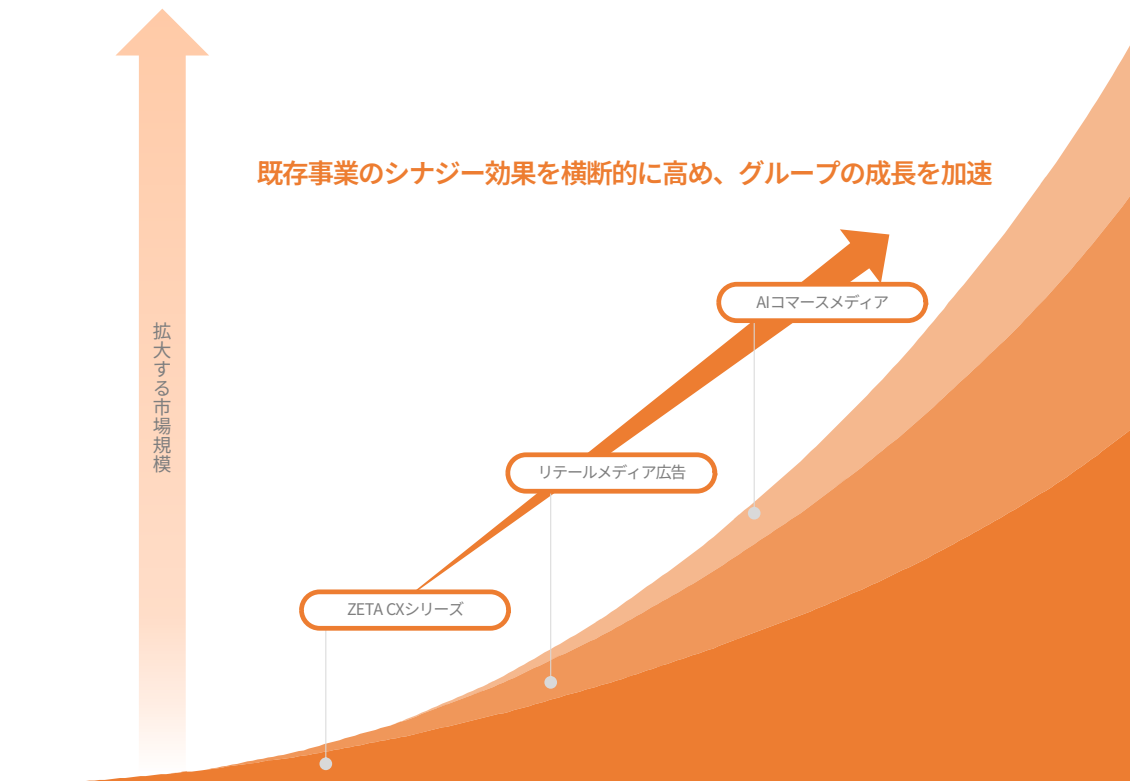 既存事業のシナジー効果を横断的に高め、グループの成長を加速
AIコマースメディア
拡大する市場規模
リテールメディア広告
ZETA CXシリーズ